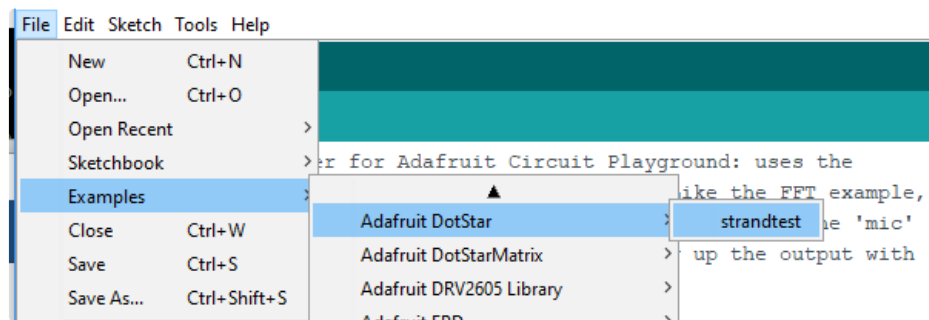 File Edit Sketch Tools Help
New Ctrl+N
Open... Ctrl+O
Open Recent
Sketchbook er for Adafruit Circuit Playground: uses the
Examples ike the FFT example,
Adafruit DotStar strandtest 'mic'
Close Ctrl+W
Adafruit DotStarMatrix up the output with
Save Ctrl+S
Adafruit DRV2605 Library
Save As... Ctrl+Shift+S
Adafruit